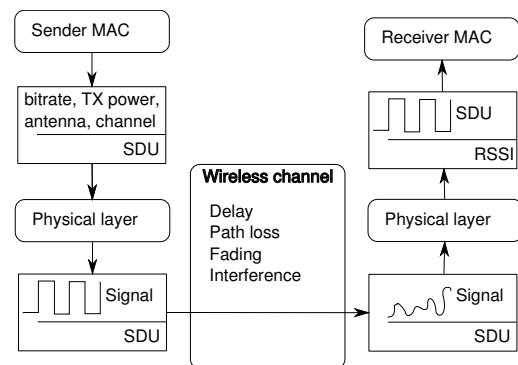 Sender MAC
bitrate, TX power,
antenna, channel
SDU
Physical layer
Signal
SDU
Wireless channel
Delay
Path loss
Fading
Interference
Receiver MAC
SDU
RSSI
Physical layer
Signal
SDU